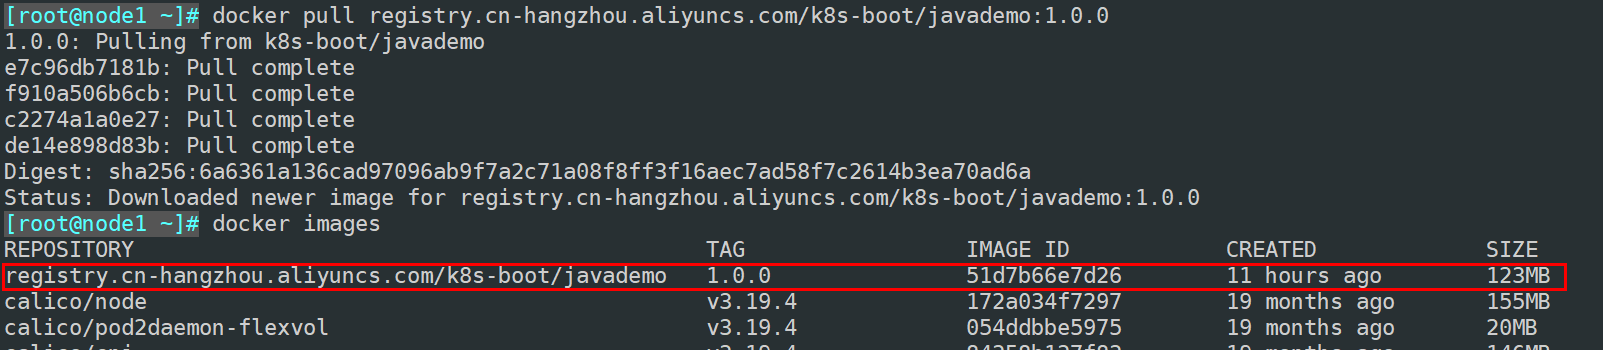 [root@node1 ~]# docker pull registry.cn-hangzhou.aliyuncs.com/k8s-boot/javademo:1.0.0
1.0.0: Pulling from k8s-boot/javademo
e7c96db7181b: Pull complete
f910a506b6cb: Pull complete
c2274a1a0e27: Pull complete
de14e898d83b: Pull complete
Digest: sha256:6a6361a136cad97096ab9f7a2c71a08f8ff3f16aec7ad58f7c2614b3ea70ad6a
Status: Downloaded newer image for registry.cn-hangzhou.aliyuncs.com/k8s-boot/javademo:1.0.0
[root@node1 ~]# docker images
REPOSITORY TAG IMAGE ID CREATED SIZE
registry.cn-hangzhou.aliyuncs.com/k8s-boot/javademo 1.0.0 51d7b66e7d26 11 hours ago 123MB
calico/node v3.19.4 172a034f7297 19 months ago 155MB
calico/pod2daemon-flexvol v3.19.4 054ddbbe5975 19 months ago 20MB